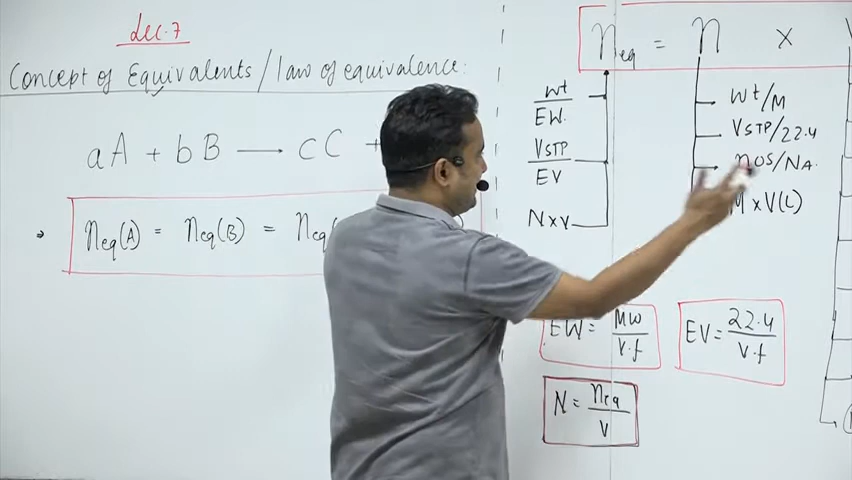 Lec.7
Concept of Equivalents/law of equivalence:
aA + bB → cC +
neq(A) = neq(B) = neq(
neq = n x V
wt/EW.
VSTP/EV
N x V
wt/M
VSTP/22.4
nos/NA.
M x V(L)
EW = MW/V.f
EV = 22.4/V.f
N = neq/V